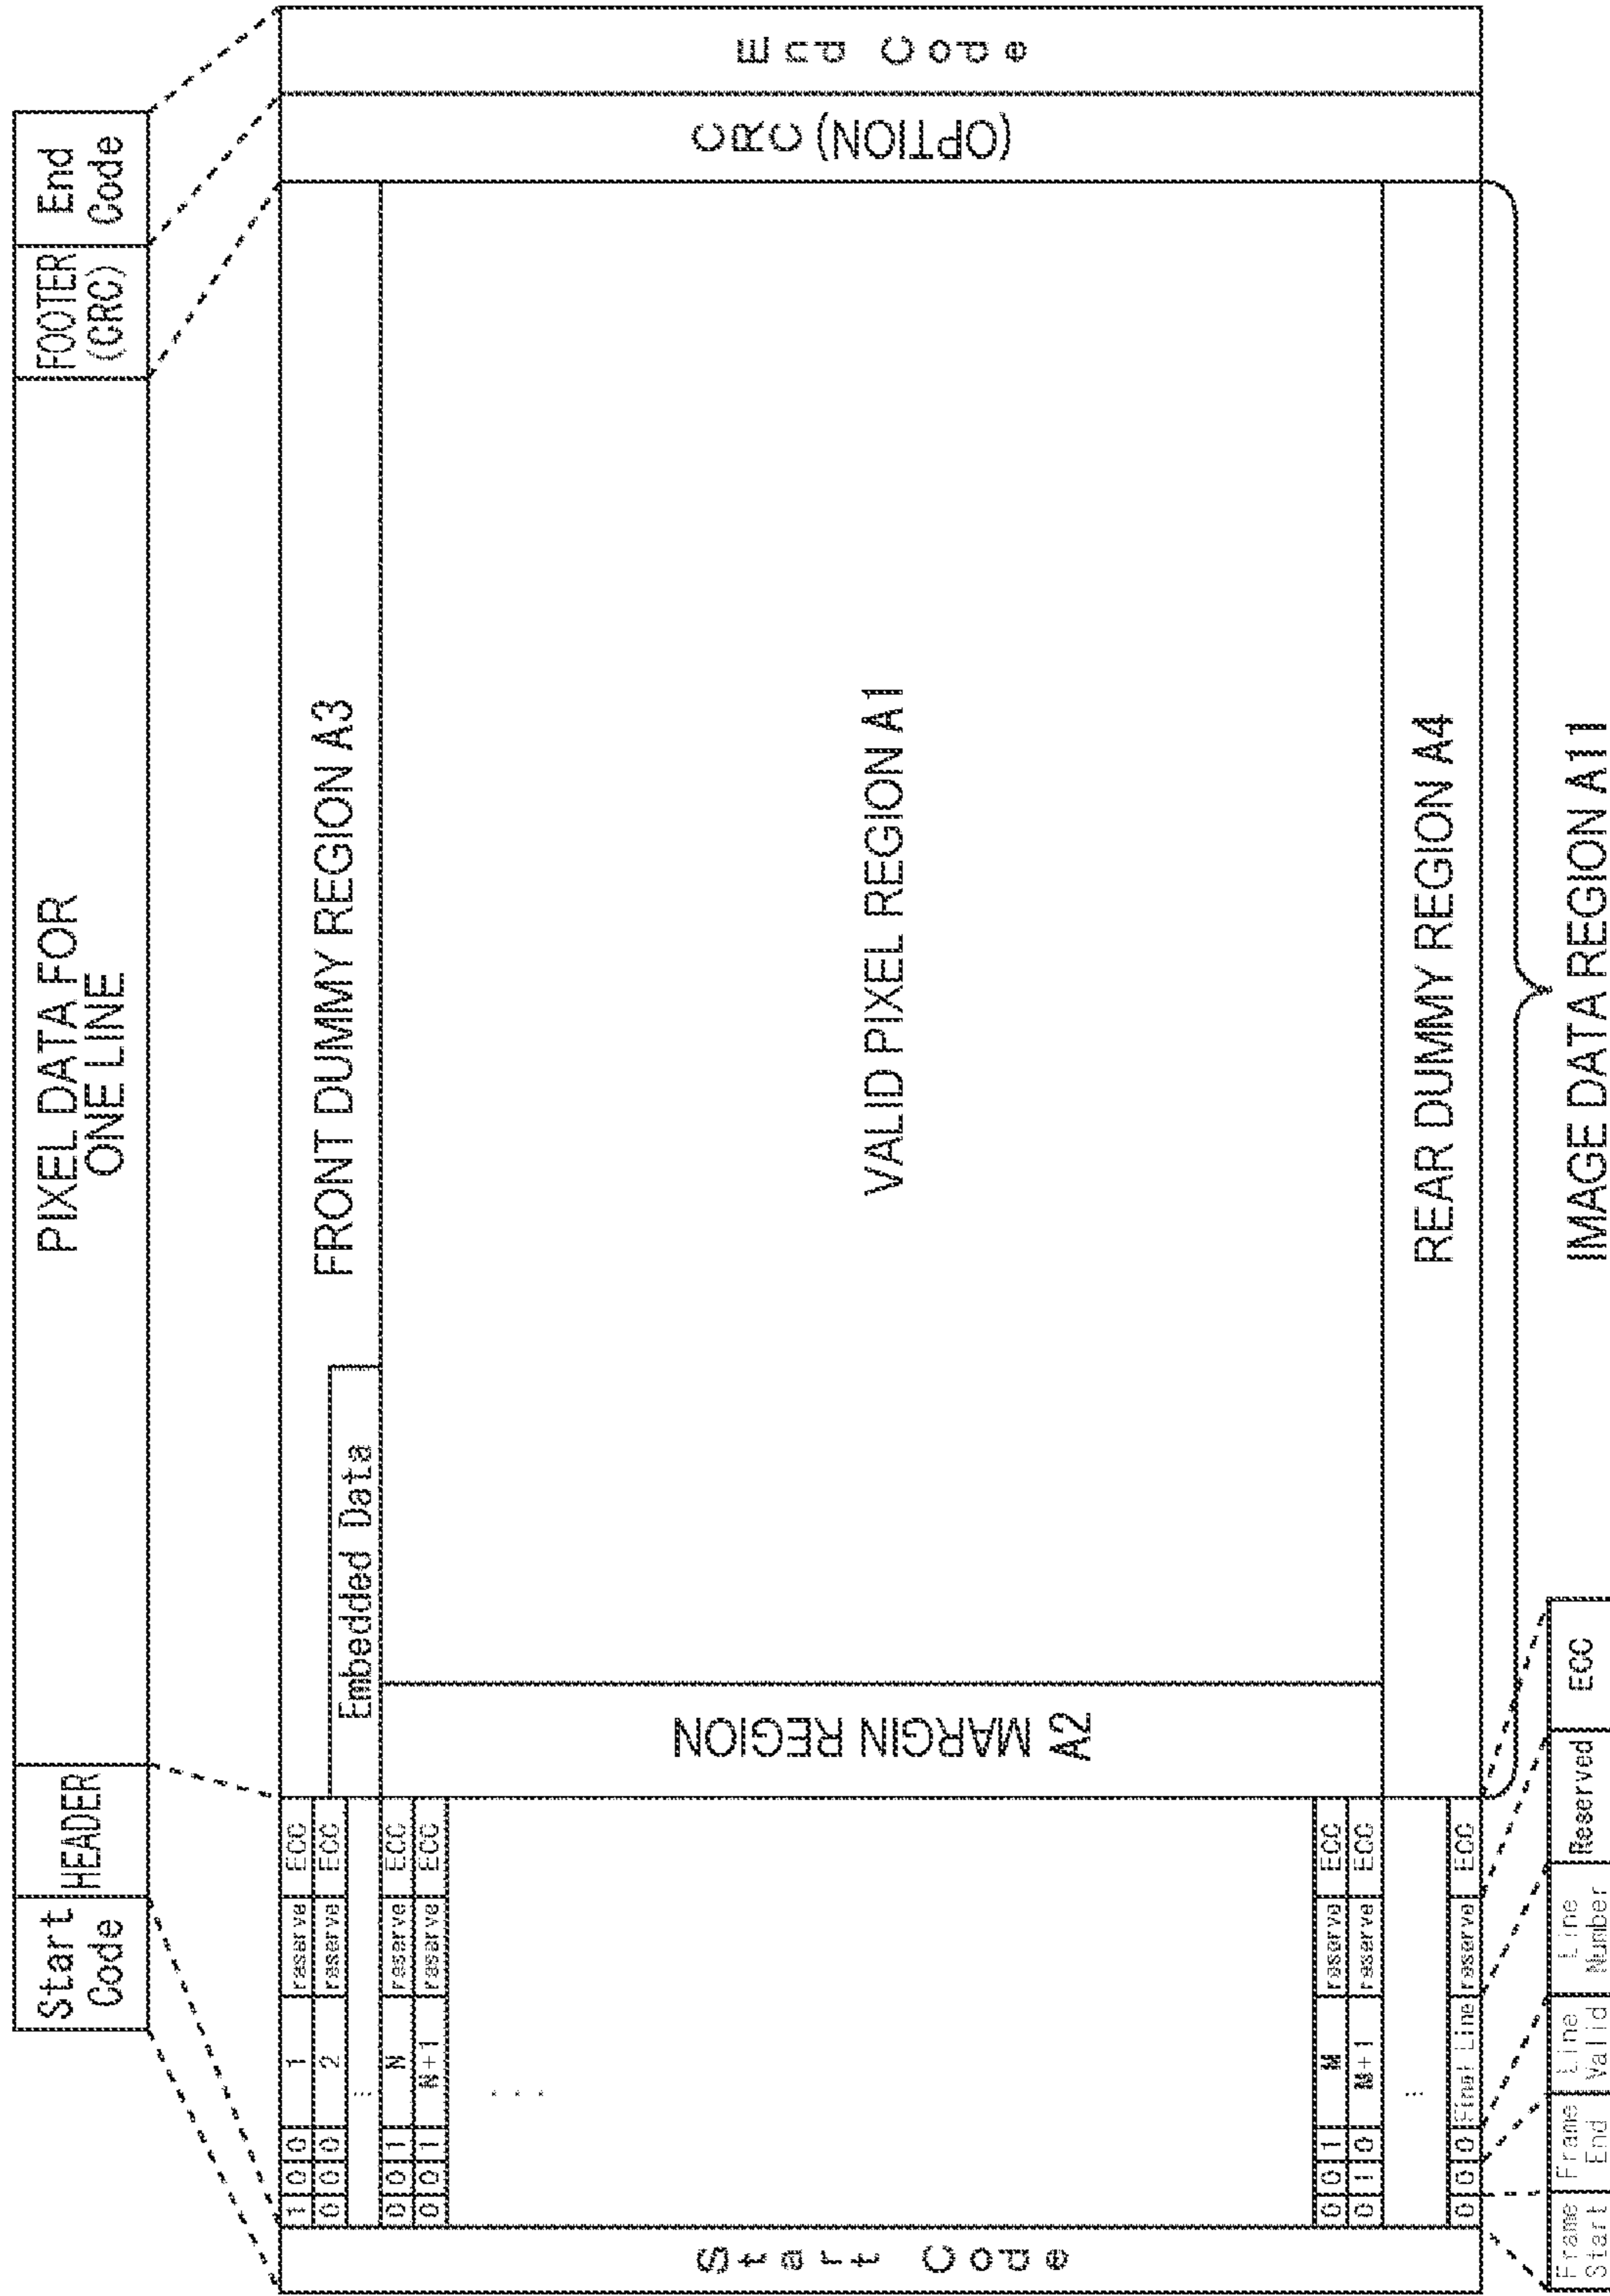 Start
Code
HEADER
PIXEL DATA FOR
ONE LINE
FOOTER
(CRC)
End
Code
Start Code
1 0 0 1 reserve ECC
0 0 0 2 reserve ECC
⋮
0 0 1 N reserve ECC
0 0 1 N+1 reserve ECC
⋮
0 0 1 M reserve ECC
0 1 0 M+1 reserve ECC
⋮
0 0 0 Final Line reserve ECC
FRONT DUMMY REGION A3
Embedded Data
MARGIN REGION
A2
VALID PIXEL REGION A1
REAR DUMMY REGION A4
(OPTION) CRC
End Code
IMAGE DATA REGION A11
Frame
Start
Frame
End
Line
Valid
Line
Number
Reserved
ECC